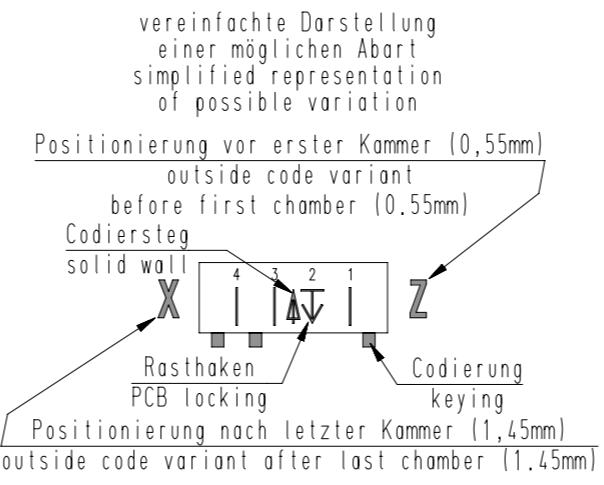 vereinfachte Darstellung
einer möglichen Abart
simplified representation
of possible variation
Positionierung vor erster Kammer (0,55mm)
outside code variant
before first chamber (0.55mm)
Codiersteg
solid wall
4 3 2 1
X Z
Rasthaken
PCB locking
Codierung
keying
Positionierung nach letzter Kammer (1,45mm)
outside code variant after last chamber (1.45mm)